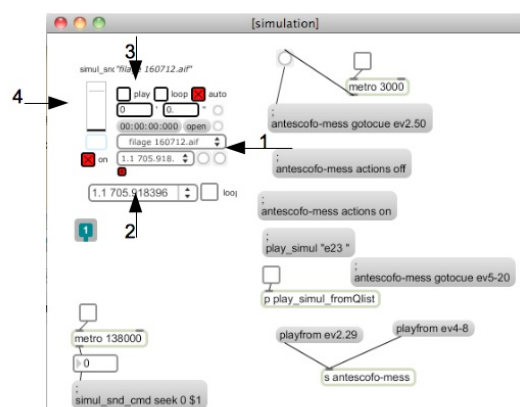 [simulation]
3
simul_snd "filage 160712.aif"
4
play
loop
auto
0
'
0.
"
00:00:00:000
open
filage 160712.aif
1
on
1.1 705.918.
1.1 705.918396
loop
2
1
metro 3000
;
antescofo-mess gotocue ev2.50
;
antescofo-mess actions off
;
antescofo-mess actions on
;
play_simul "e23 "
;
antescofo-mess gotocue ev5-20
p play_simul_fromQlist
metro 138000
0
;
simul_snd_cmd seek 0 $1
playfrom ev2.29
playfrom ev4-8
s antescofo-mess